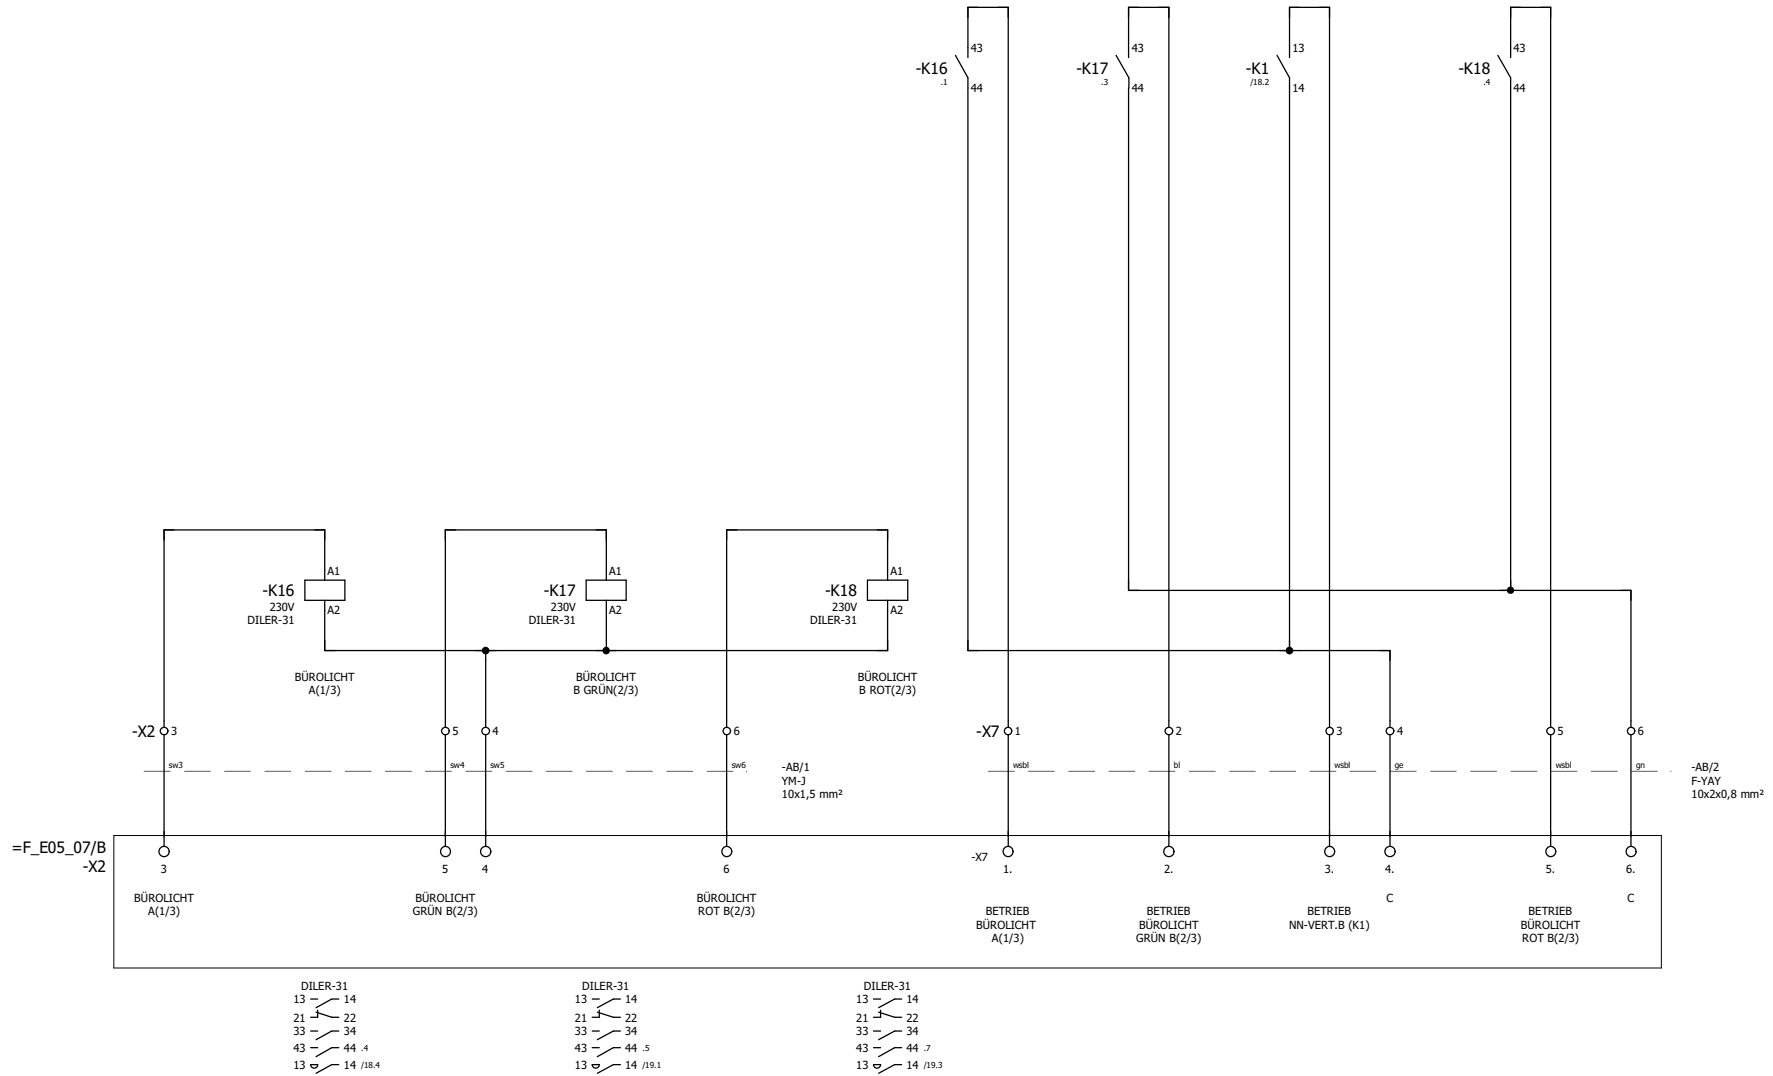 43
-K16
.1
44
43
-K17
.3
44
13
-K1
/18.2
14
43
-K18
.4
44
A1
-K16
230V
A2
DILER-31
A1
-K17
230V
A2
DILER-31
A1
-K18
230V
A2
DILER-31
BÜROLICHT
A(1/3)
BÜROLICHT
B GRÜN(2/3)
BÜROLICHT
B ROT(2/3)
-X2 3
5
4
6
-X7 1
2
3
4
5
6
sw3
sw4
sw5
sw6
-AB/1
YM-J
10x1,5 mm²
wsbl
bl
wsbl
ge
wsbl
gn
-AB/2
F-YAY
10x2x0,8 mm²
=F_E05_07/B
-X2
3
5
4
6
-X7
1.
2.
3.
4.
5.
6.
BÜROLICHT
A(1/3)
BÜROLICHT
GRÜN B(2/3)
BÜROLICHT
ROT B(2/3)
BETRIEB
BÜROLICHT
A(1/3)
BETRIEB
BÜROLICHT
GRÜN B(2/3)
BETRIEB
NN-VERT.B (K1)
C
BETRIEB
BÜROLICHT
ROT B(2/3)
C
DILER-31
13 14
21 22
33 34
43 44 .4
13 14 /18.4
DILER-31
13 14
21 22
33 34
43 44 .5
13 14 /19.1
DILER-31
13 14
21 22
33 34
43 44 .7
13 14 /19.3